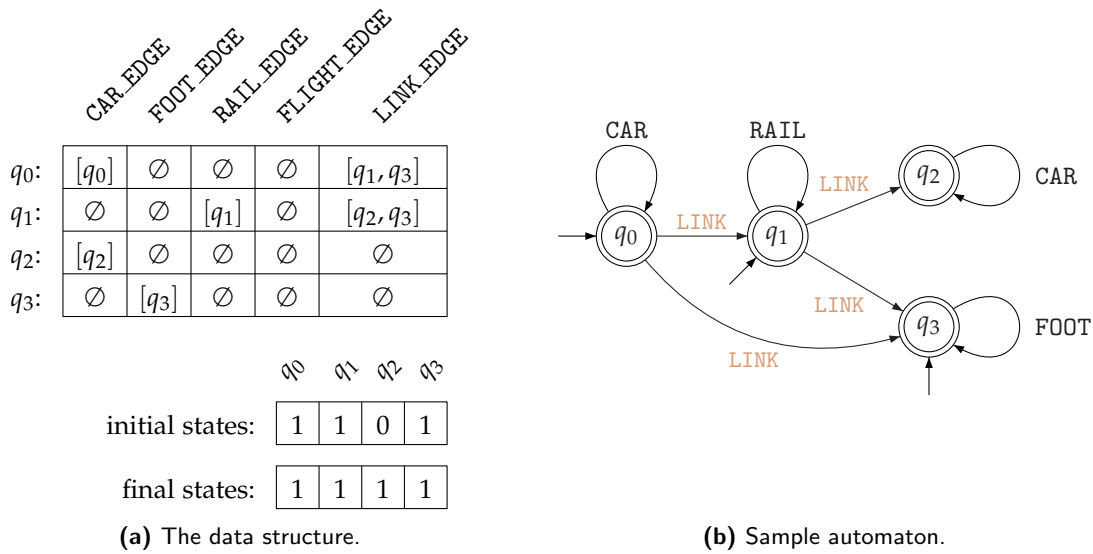 CAR_EDGE FOOT_EDGE RAIL_EDGE FLIGHT_EDGE LINK_EDGE
q0: [q0] ∅ ∅ ∅ [q1, q3]
q1: ∅ ∅ [q1] ∅ [q2, q3]
q2: [q2] ∅ ∅ ∅ ∅
q3: ∅ [q3] ∅ ∅ ∅
q0 q1 q2 q3
initial states: 1 1 0 1
final states: 1 1 1 1
(a) The data structure.
CAR RAIL
q2 CAR
LINK
q0 LINK q1
LINK
q3 FOOT
LINK
(b) Sample automaton.